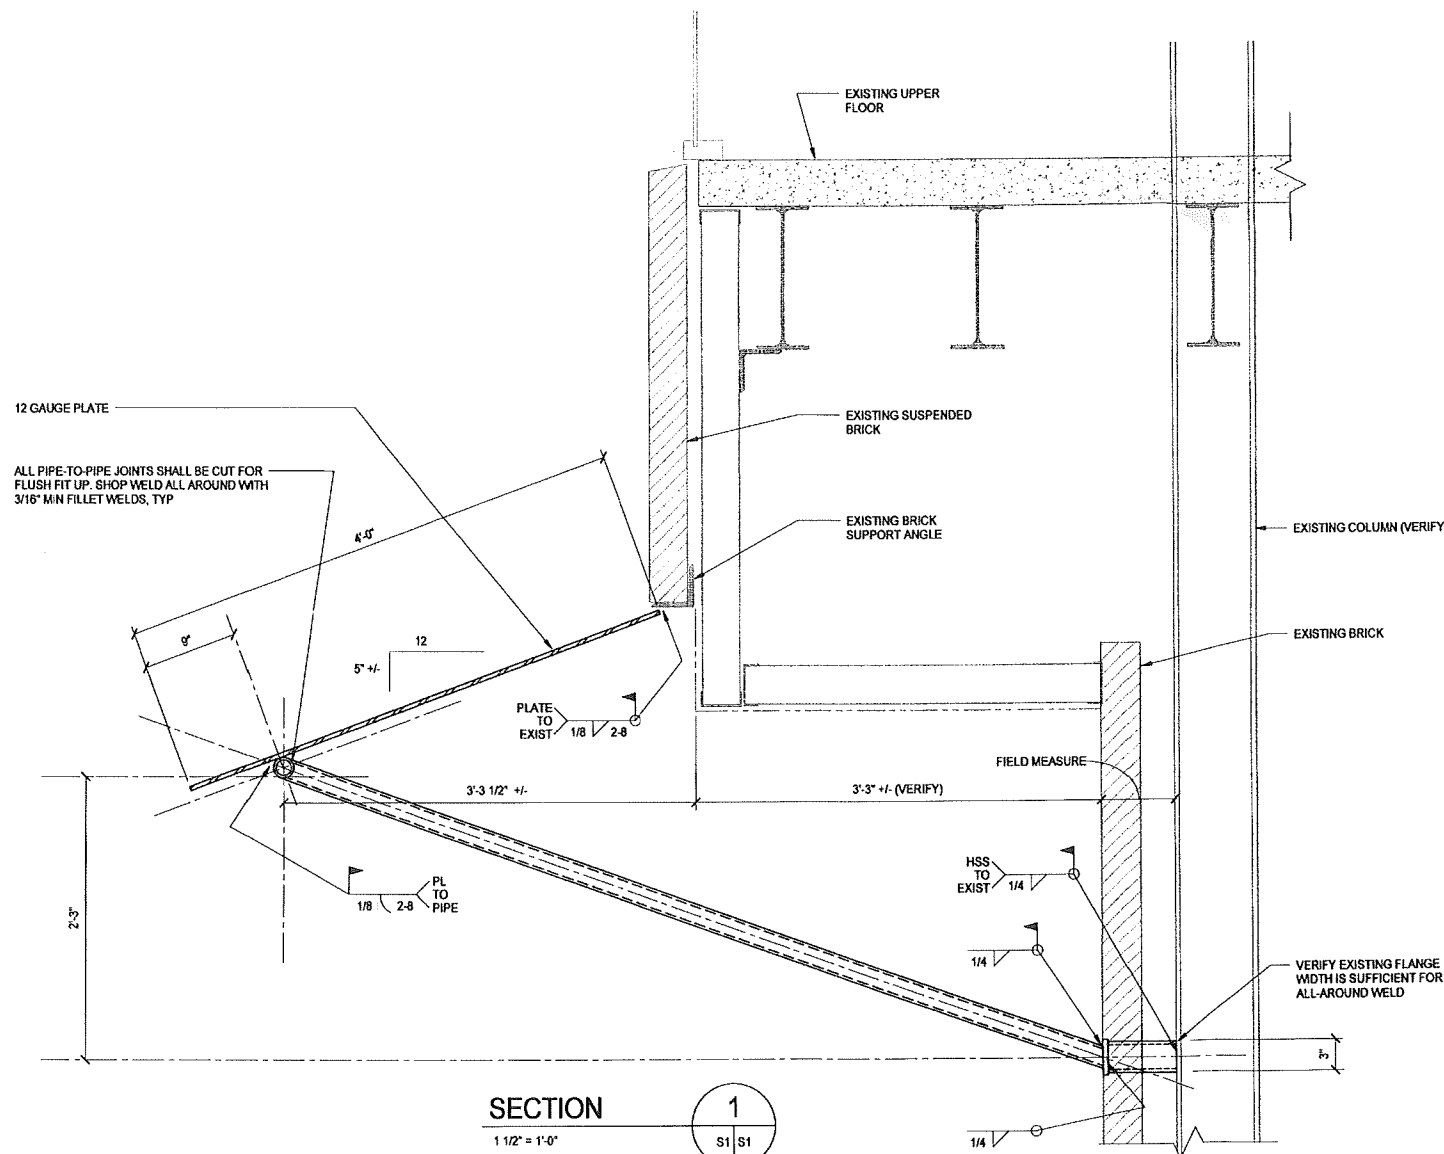 EXISTING UPPER
FLOOR
12 GAUGE PLATE
EXISTING SUSPENDED
BRICK
ALL PIPE-TO-PIPE JOINTS SHALL BE CUT FOR
FLUSH FIT UP. SHOP WELD ALL AROUND WITH
3/16" MIN FILLET WELDS, TYP
4'-0"
EXISTING BRICK
SUPPORT ANGLE
EXISTING COLUMN (VERIFY
9"
12
5" +/-
EXISTING BRICK
PLATE
TO
EXIST
1/8 2-8
FIELD MEASURE
3'-3 1/2" +/-
3'-3" +/- (VERIFY)
HSS
TO
EXIST
1/4
PL
TO
PIPE
1/8 2-8
2'-3"
1/4
VERIFY EXISTING FLANGE
WIDTH IS SUFFICIENT FOR
ALL-AROUND WELD
3"
SECTION
1
1 1/2" = 1'-0"
S1 S1
1/4